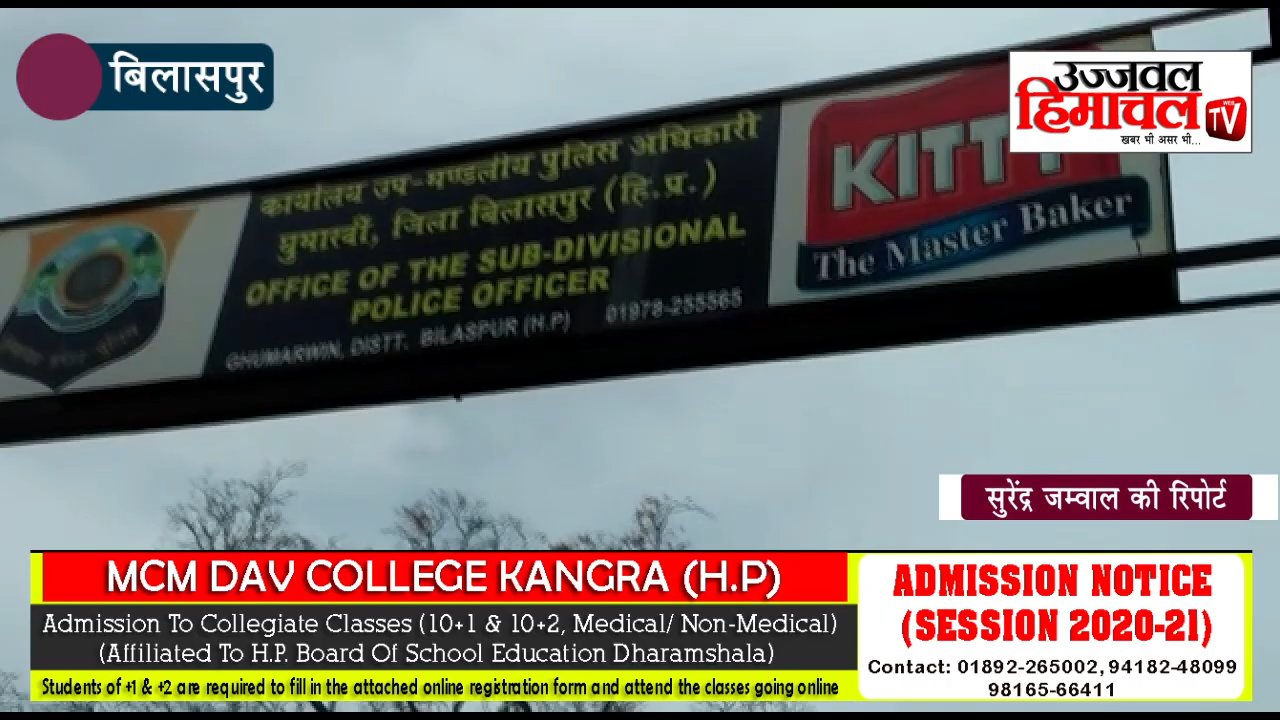 बिलासपुर
उज्जवल
हिमाचल
WEB
TV
खबर भी असर भी...
कार्यालय उप-मण्डलीय पुलिस अधिकारी
घुमारवीं, जिला बिलासपुर (हि.प्र.)
OFFICE OF THE SUB-DIVISIONAL
POLICE OFFICER
GHUMARWIN, DISTT. BILASPUR (H.P) 01978-255565
KITTY
The Master Baker
सुरेंद्र जम्वाल की रिपोर्ट
MCM DAV COLLEGE KANGRA (H.P)
Admission To Collegiate Classes (10+1 & 10+2, Medical/ Non-Medical)
(Affiliated To H.P. Board Of School Education Dharamshala)
Students of +1 & +2 are required to fill in the attached online registration form and attend the classes going online
ADMISSION NOTICE
(SESSION 2020-21)
Contact: 01892-265002, 94182-48099
98165-66411